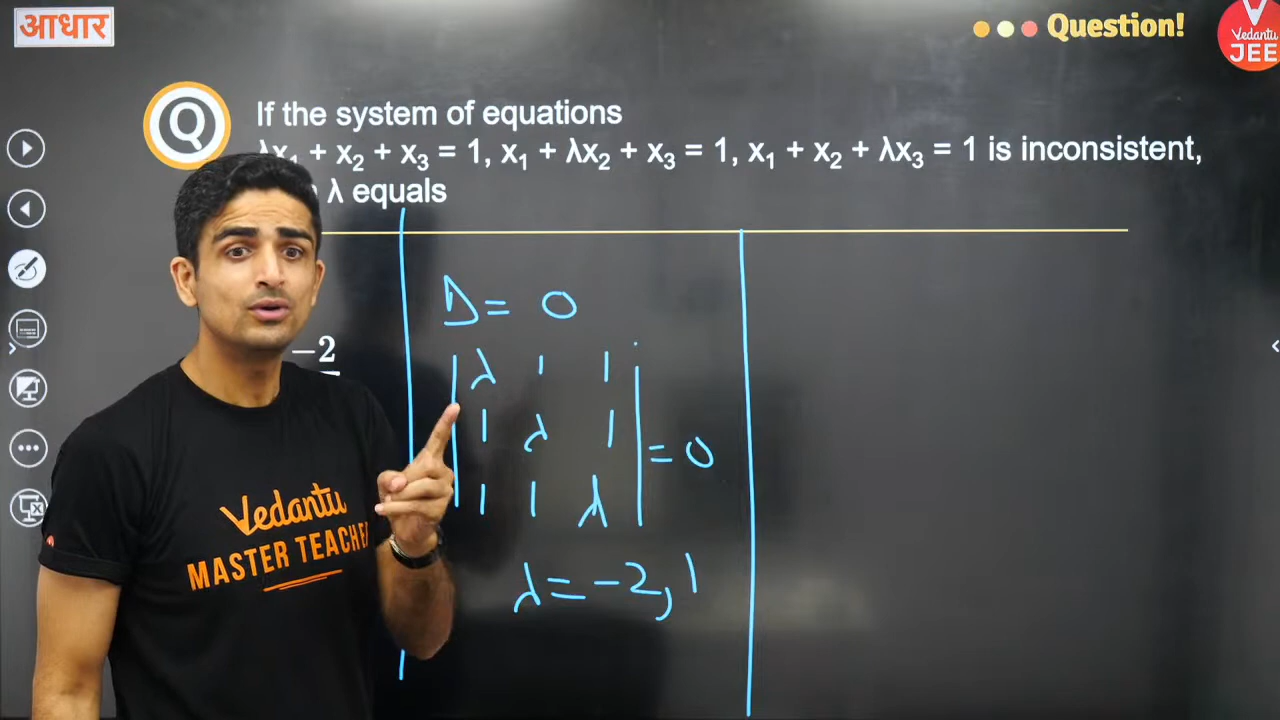 आधार
Question!
Vedantu
JEE
Q
If the system of equations
λx₁ + x₂ + x₃ = 1, x₁ + λx₂ + x₃ = 1, x₁ + x₂ + λx₃ = 1 is inconsistent,
λ equals
D = 0
−2
λ 1 1
1 λ 1
= 0
1 1 λ
λ = −2, 1
Vedantu
MASTER TEACHER